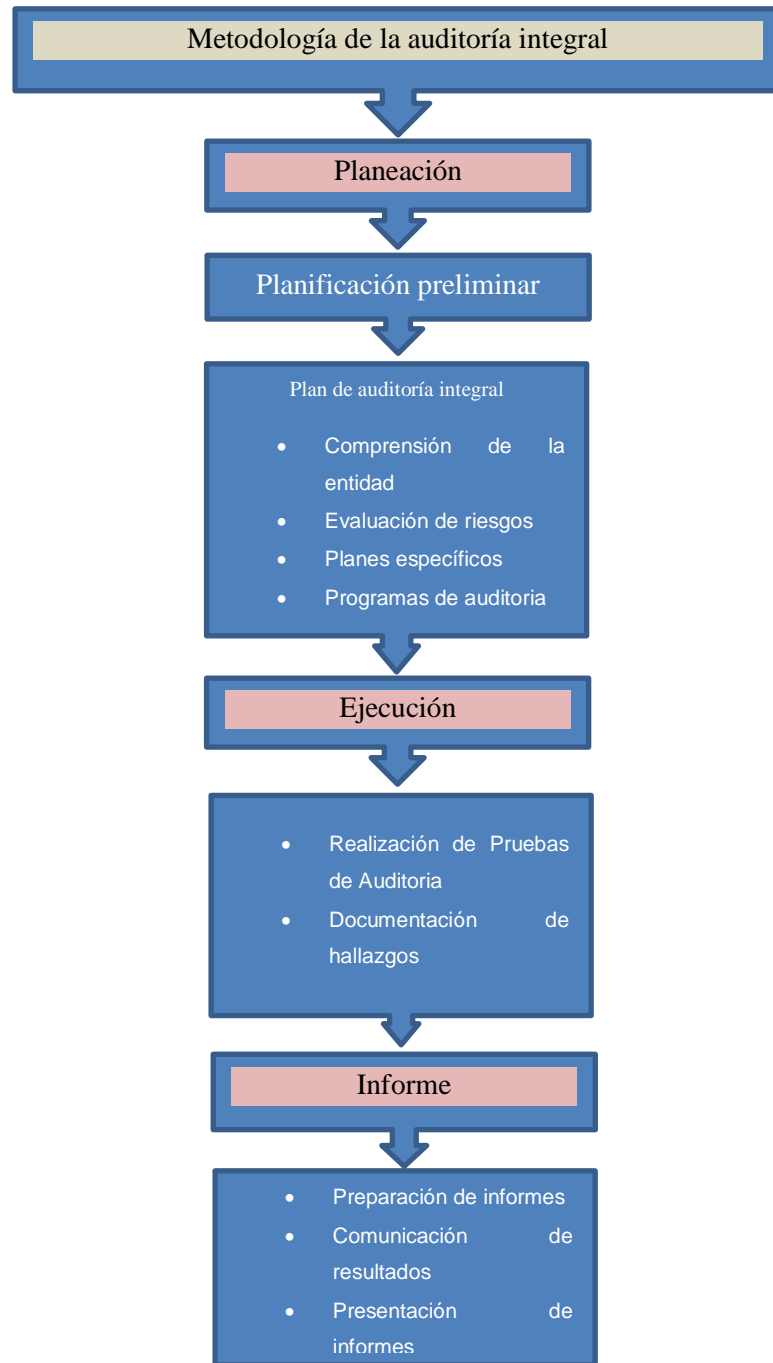 Metodología de la auditoría integral
Planeación
Planificación preliminar
Plan de auditoría integral
• Comprensión de la
entidad
• Evaluación de riesgos
• Planes específicos
• Programas de auditoria
Ejecución
• Realización de Pruebas
de Auditoria
• Documentación de
hallazgos
Informe
• Preparación de informes
• Comunicación de
resultados
• Presentación de
informes